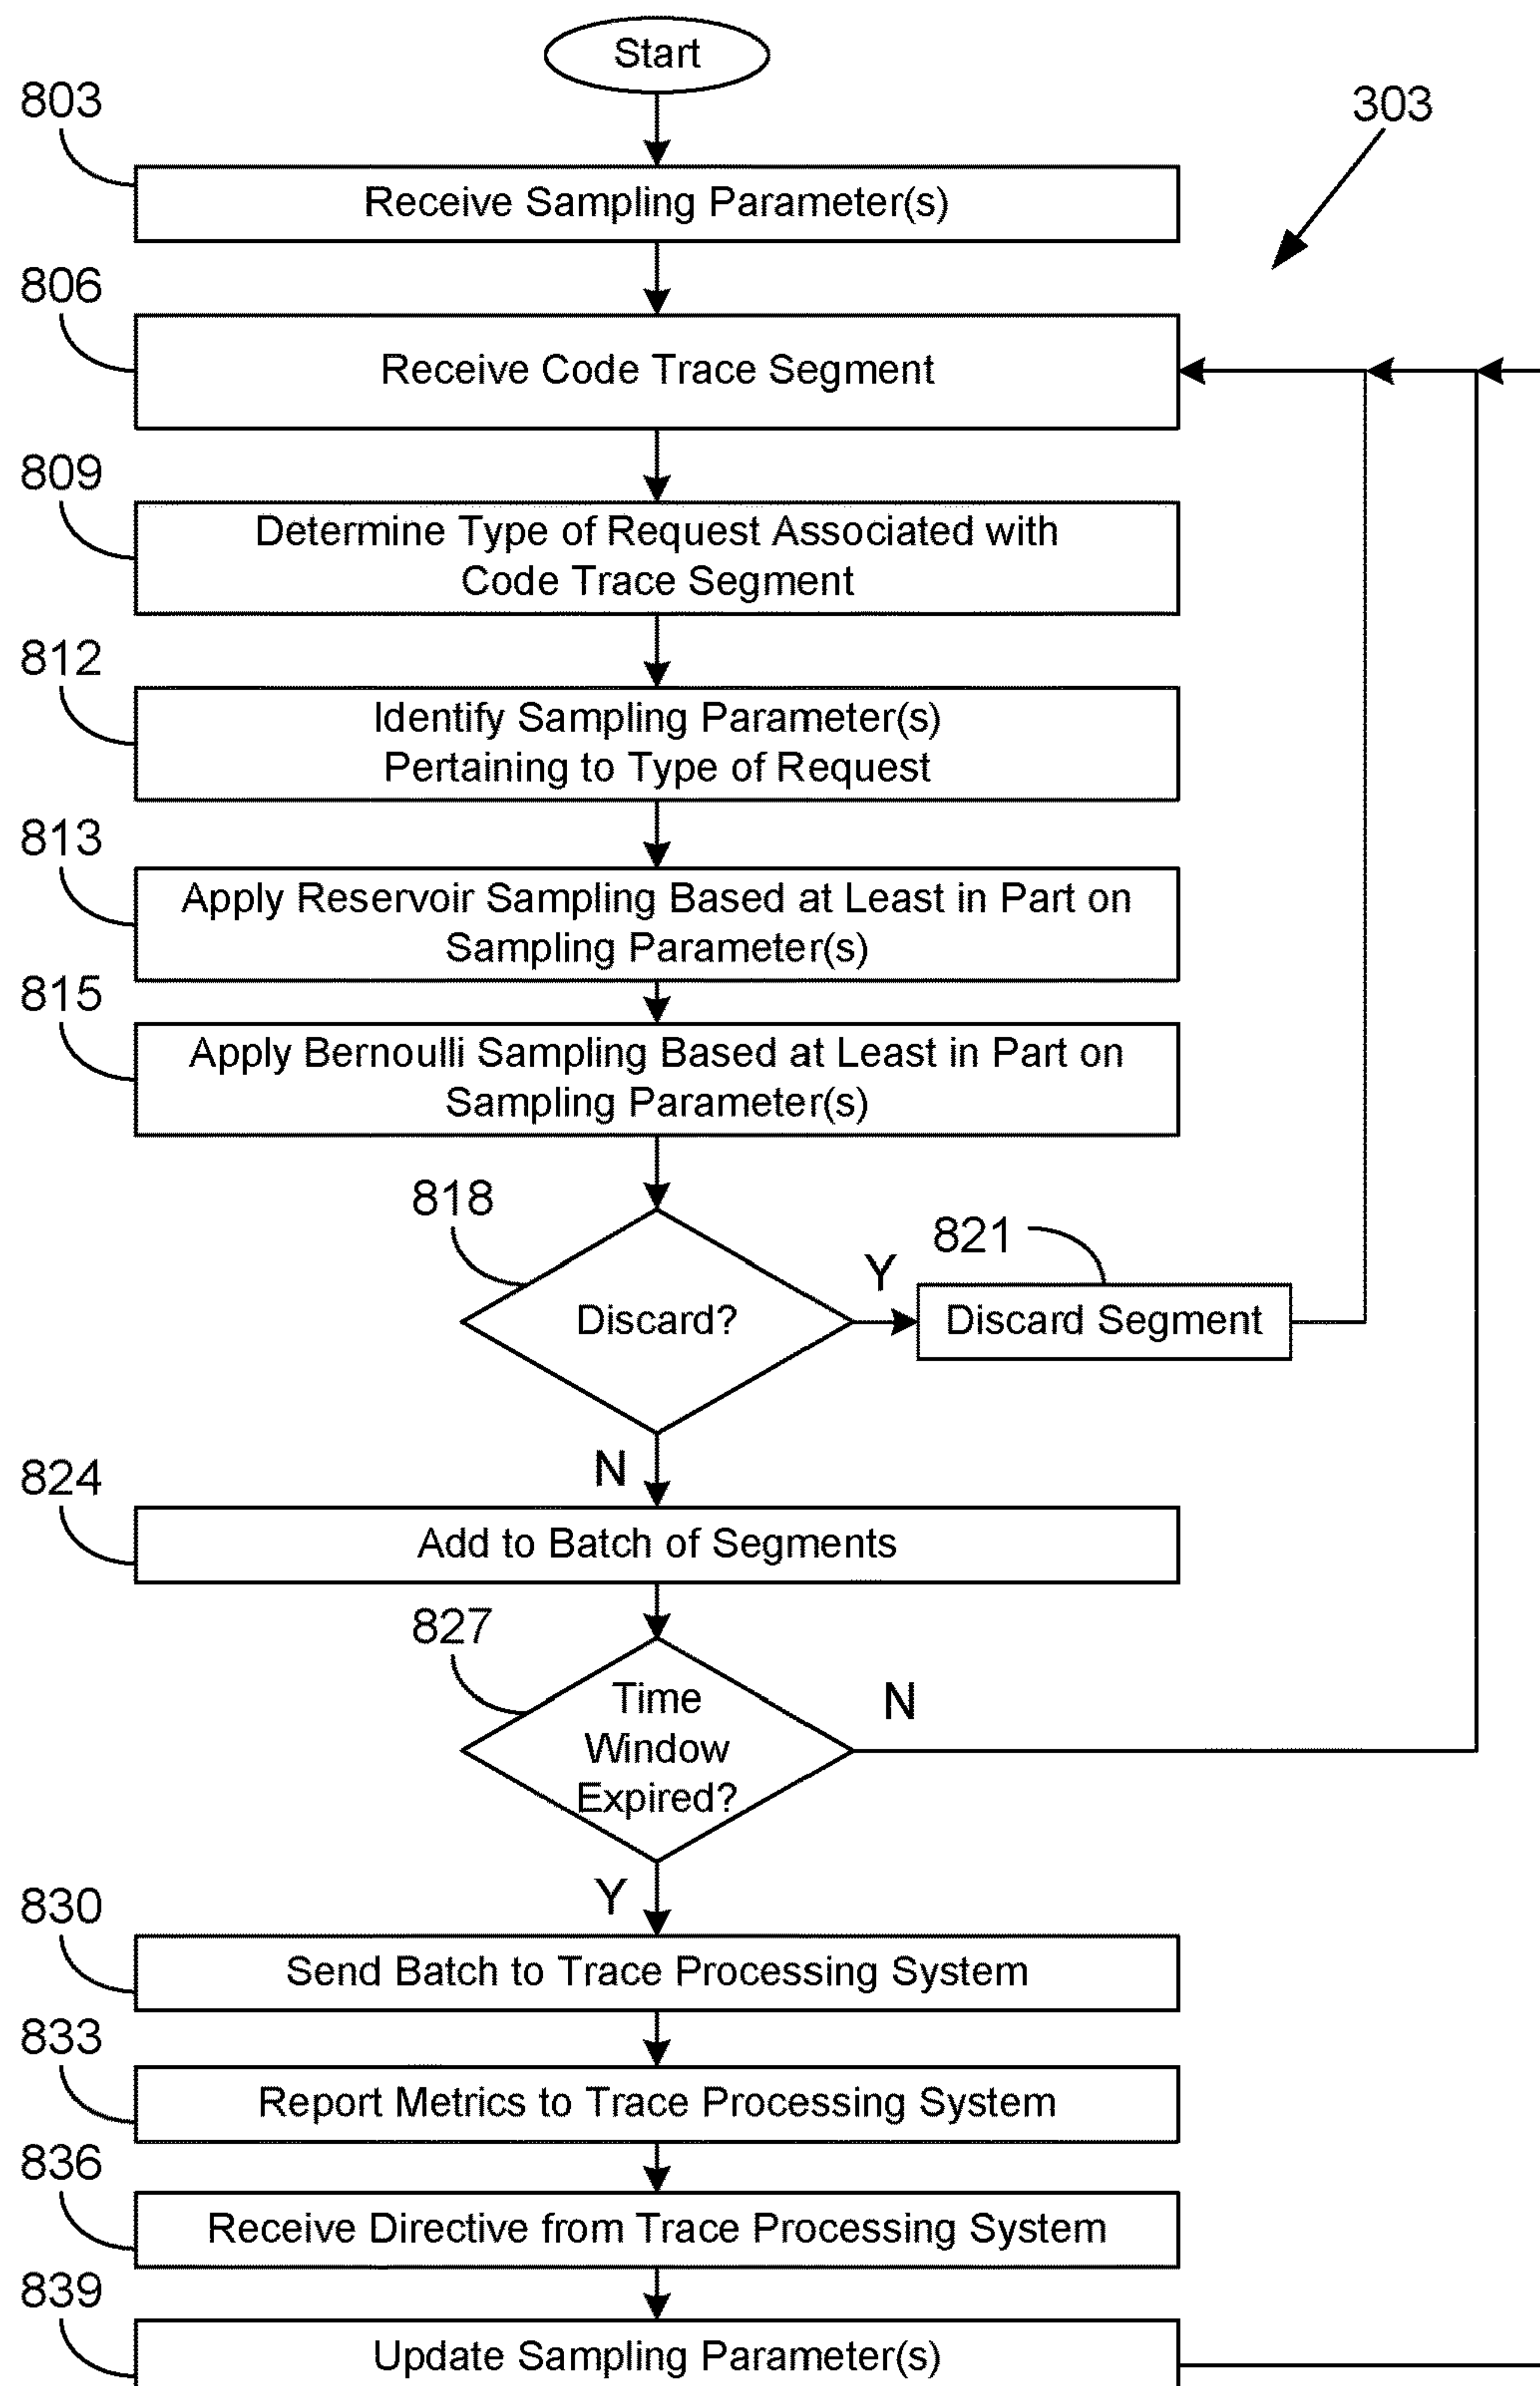 Start
803
303
Receive Sampling Parameter(s)
806
Receive Code Trace Segment
809
Determine Type of Request Associated with
Code Trace Segment
812
Identify Sampling Parameter(s)
Pertaining to Type of Request
813
Apply Reservoir Sampling Based at Least in Part on
Sampling Parameter(s)
815
Apply Bernoulli Sampling Based at Least in Part on
Sampling Parameter(s)
818
Discard?
Y
821
Discard Segment
N
824
Add to Batch of Segments
827
Time
Window
Expired?
N
Y
830
Send Batch to Trace Processing System
833
Report Metrics to Trace Processing System
836
Receive Directive from Trace Processing System
839
Update Sampling Parameter(s)